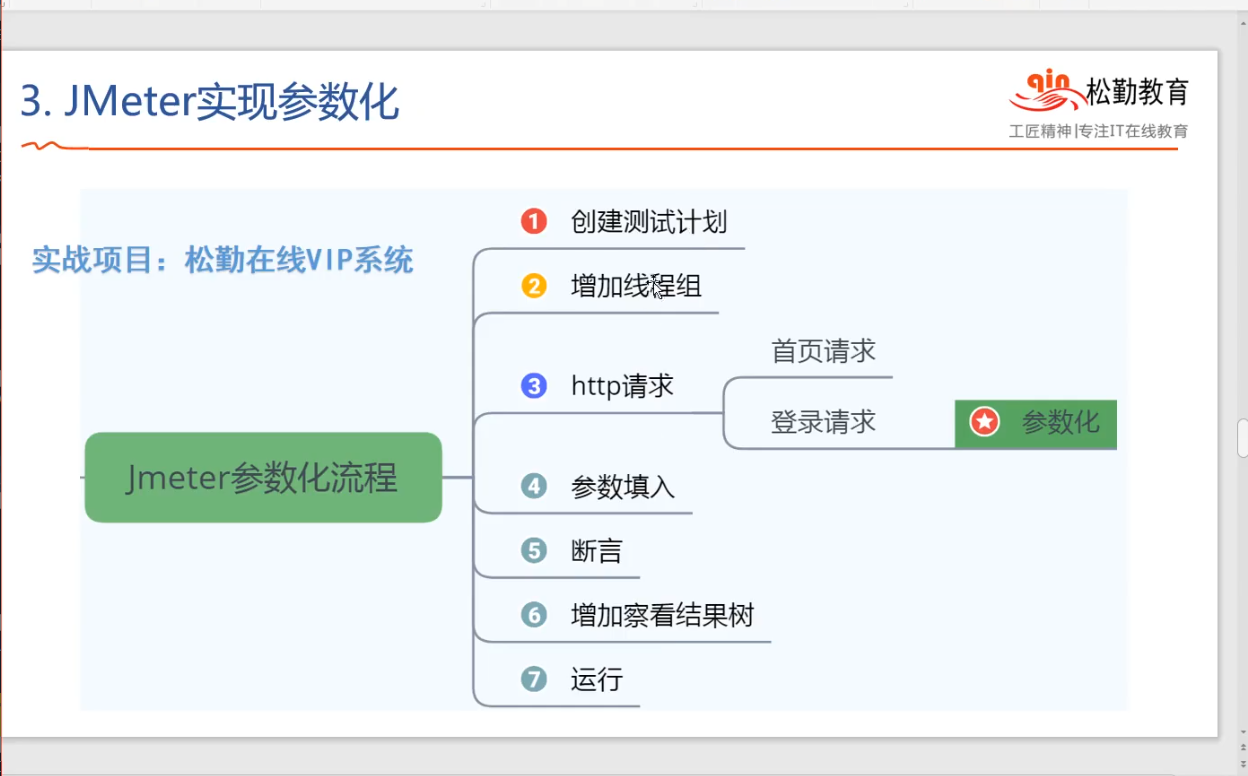 3. JMeter实现参数化
qin 松勤教育
工匠精神|专注IT在线教育
实战项目：松勤在线VIP系统
Jmeter参数化流程
1 创建测试计划
2 增加线程组
3 http请求
首页请求
登录请求
参数化
4 参数填入
5 断言
6 增加察看结果树
7 运行